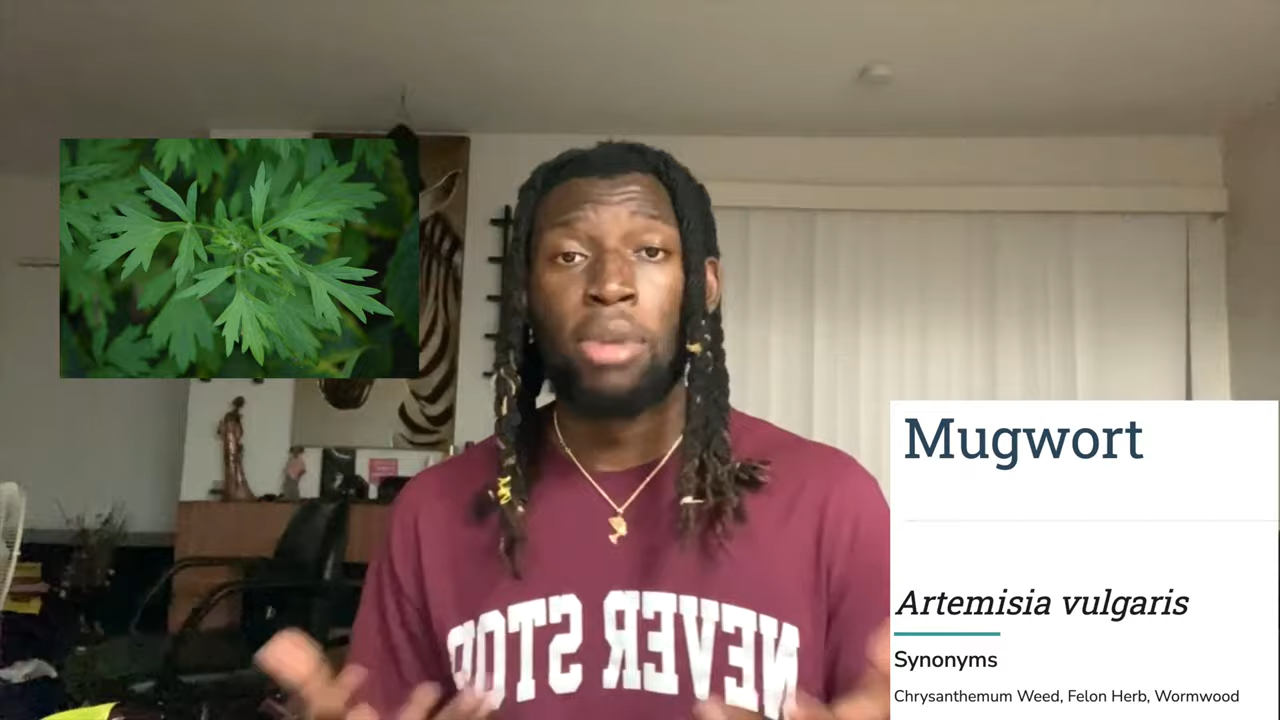 NEVER STOP
Mugwort
Artemisia vulgaris
Synonyms
Chrysanthemum Weed, Felon Herb, Wormwood